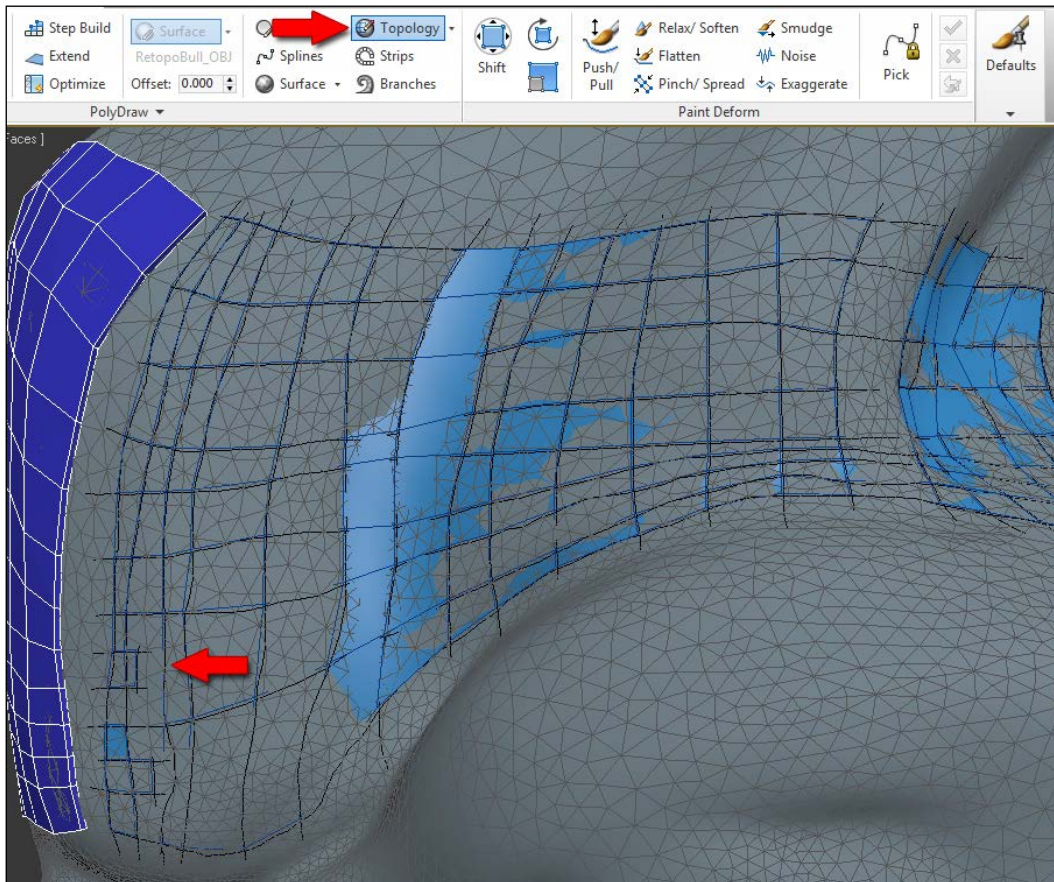 Step Build
Surface
Topology
Extend
RetopoBull_OBJ
Splines
Strips
Optimize
Offset: 0.000
Surface
Branches
PolyDraw
Shift
Push/
Pull
Relax/ Soften
Smudge
Flatten
Noise
Pinch/ Spread
Exaggerate
Pick
Paint Deform
Defaults